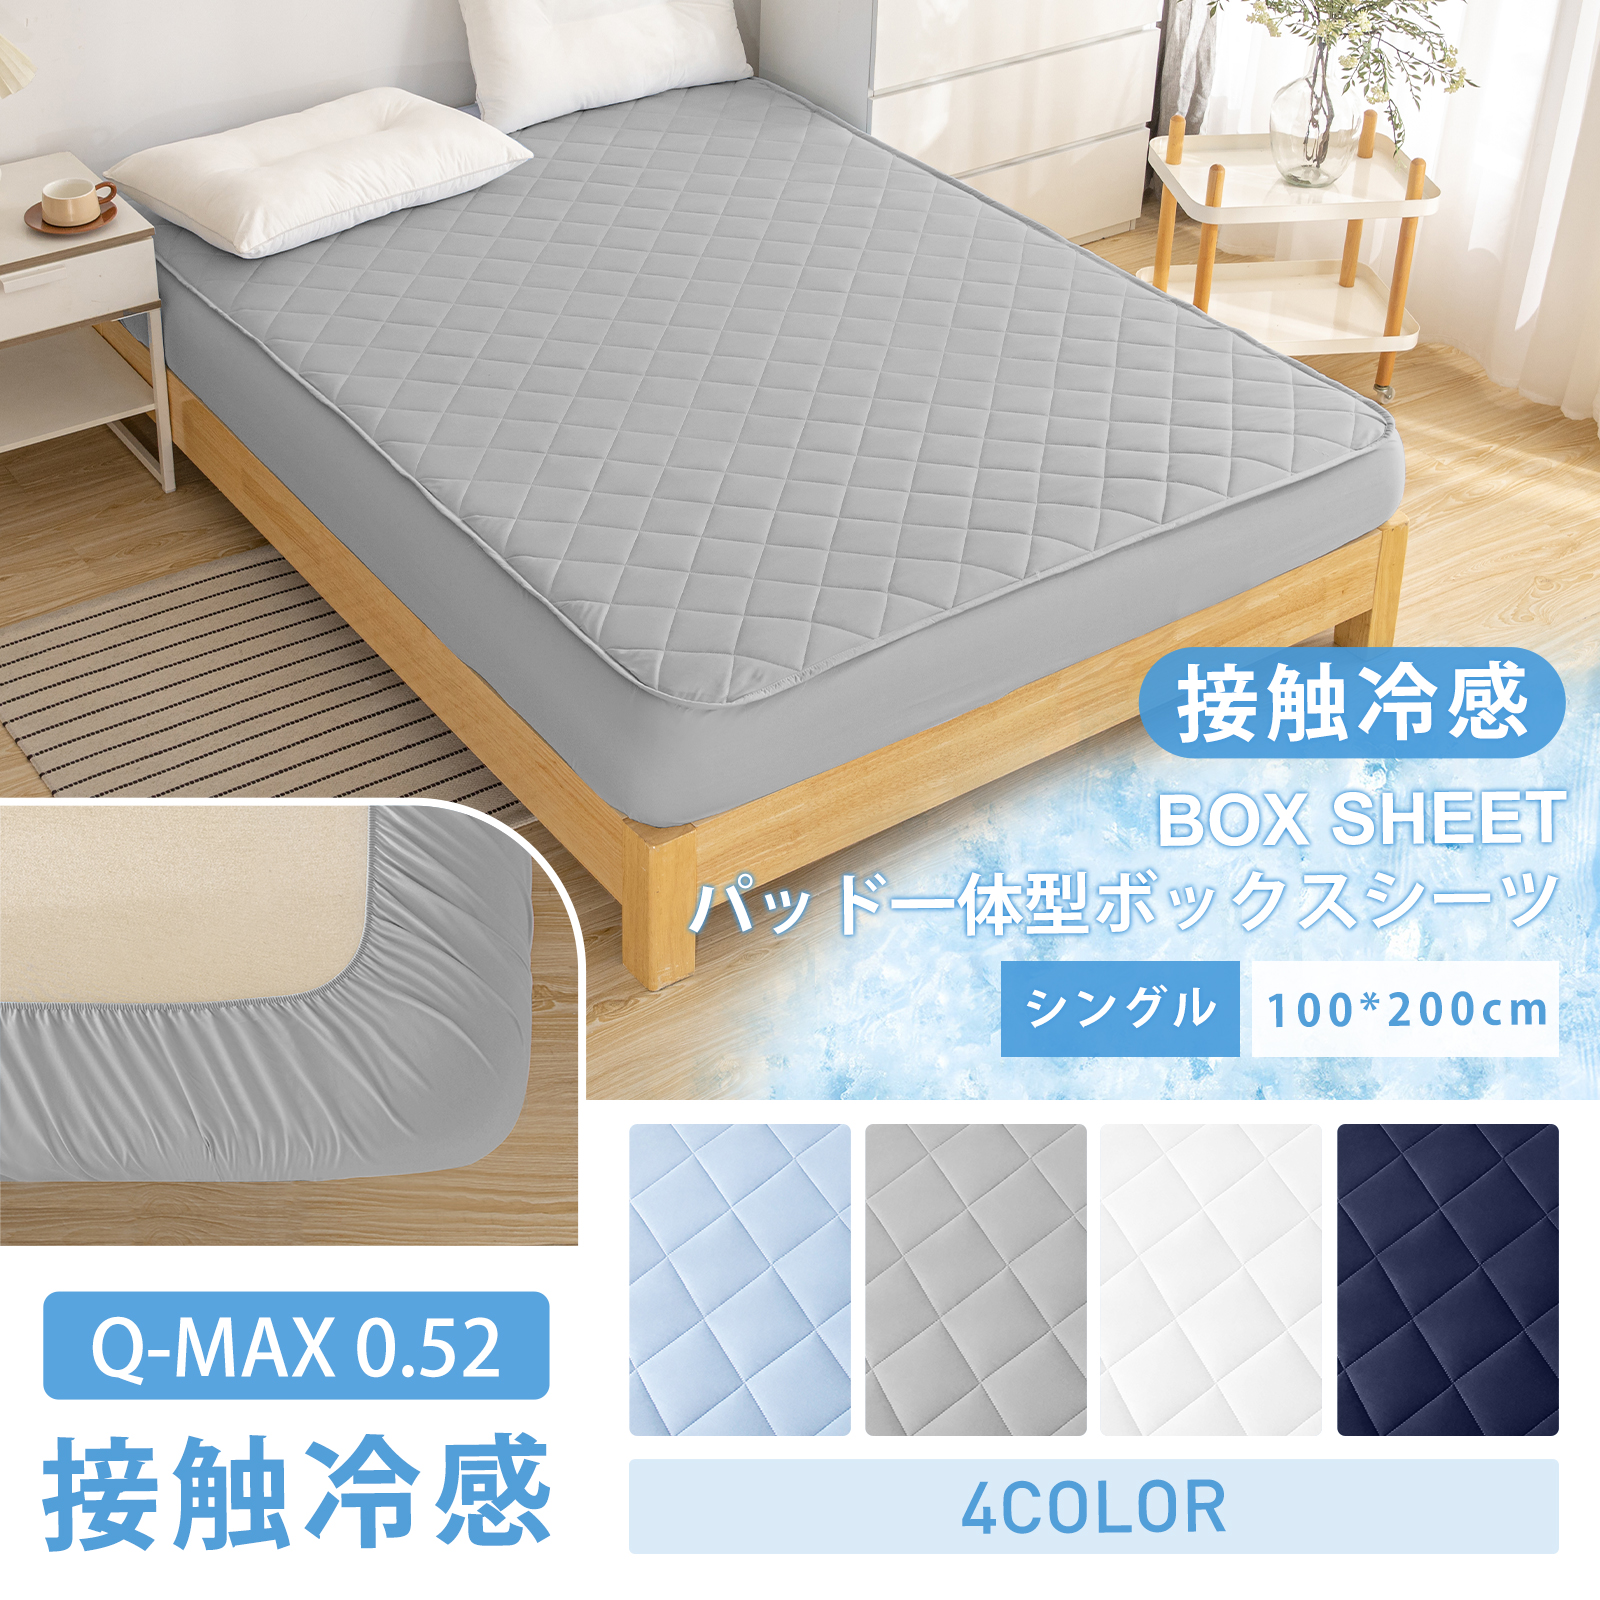 接触冷感
BOX SHEET
パッド一体型ボックスシーツ
シングル 100*200cm
Q-MAX 0.52
接触冷感
4COLOR